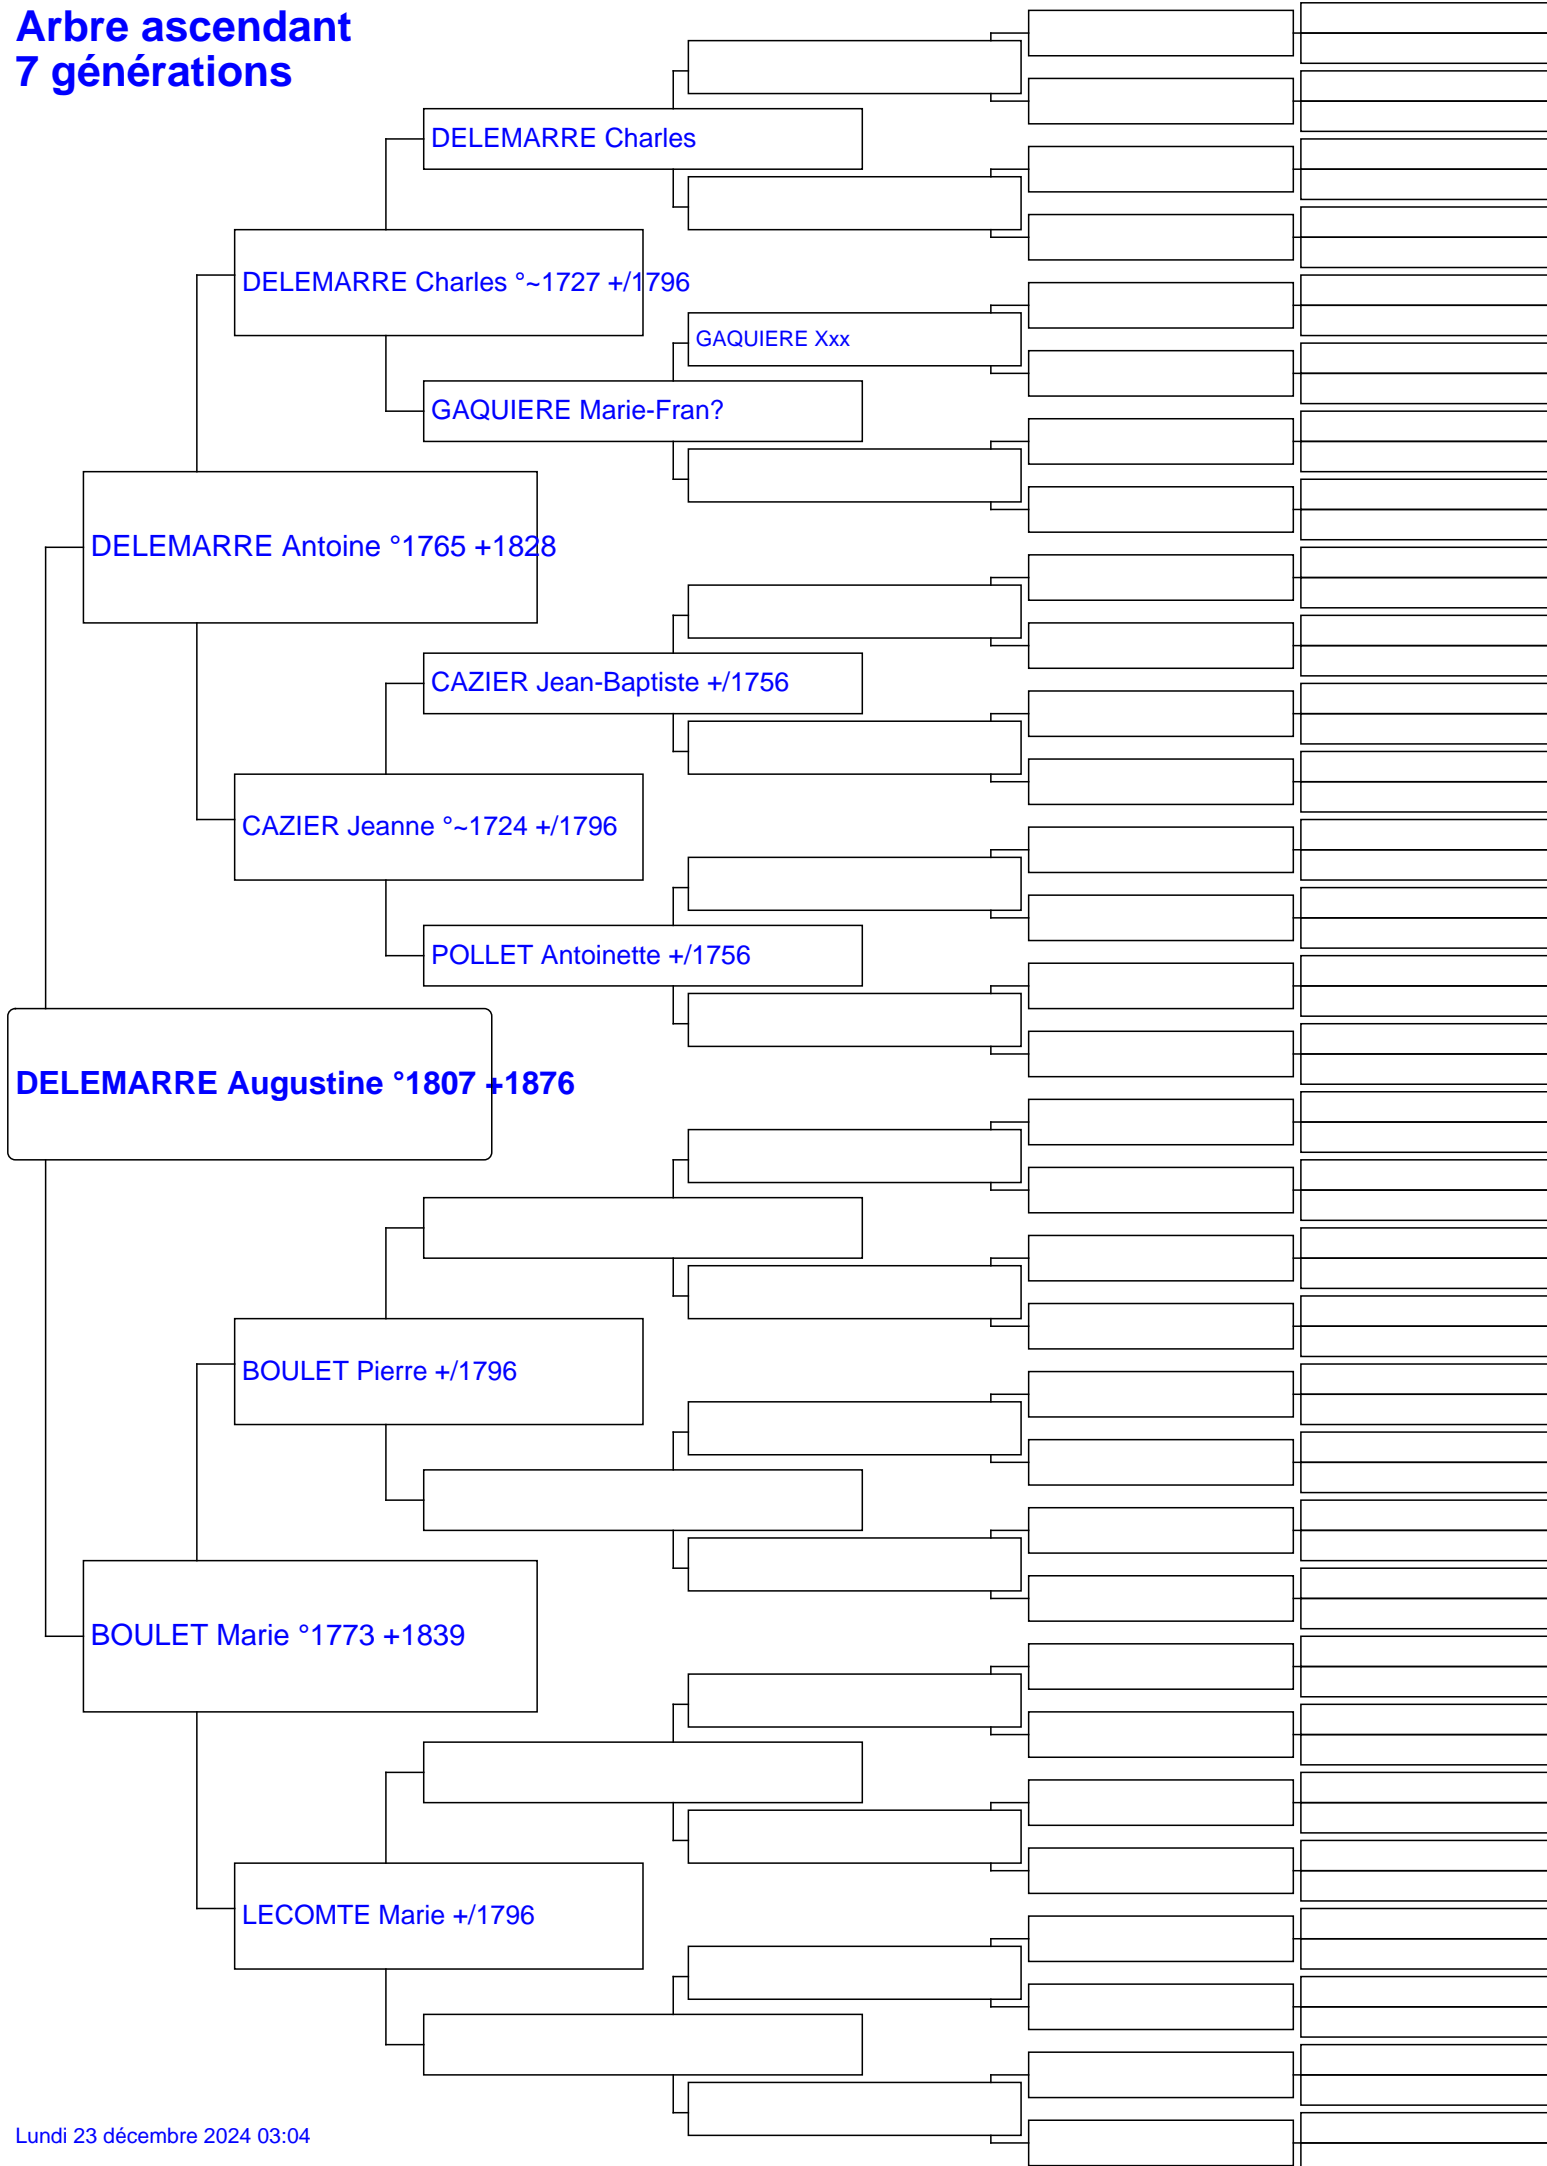 Arbre ascendant
7 générations
DELEMARRE Charles
DELEMARRE Charles °~1727 +/1796
GAQUIERE Xxx
GAQUIERE Marie-Fran?
DELEMARRE Antoine °1765 +1828
CAZIER Jean-Baptiste +/1756
CAZIER Jeanne °~1724 +/1796
POLLET Antoinette +/1756
DELEMARRE Augustine °1807 +1876
BOULET Pierre +/1796
BOULET Marie °1773 +1839
LECOMTE Marie +/1796
Lundi 23 décembre 2024 03:04